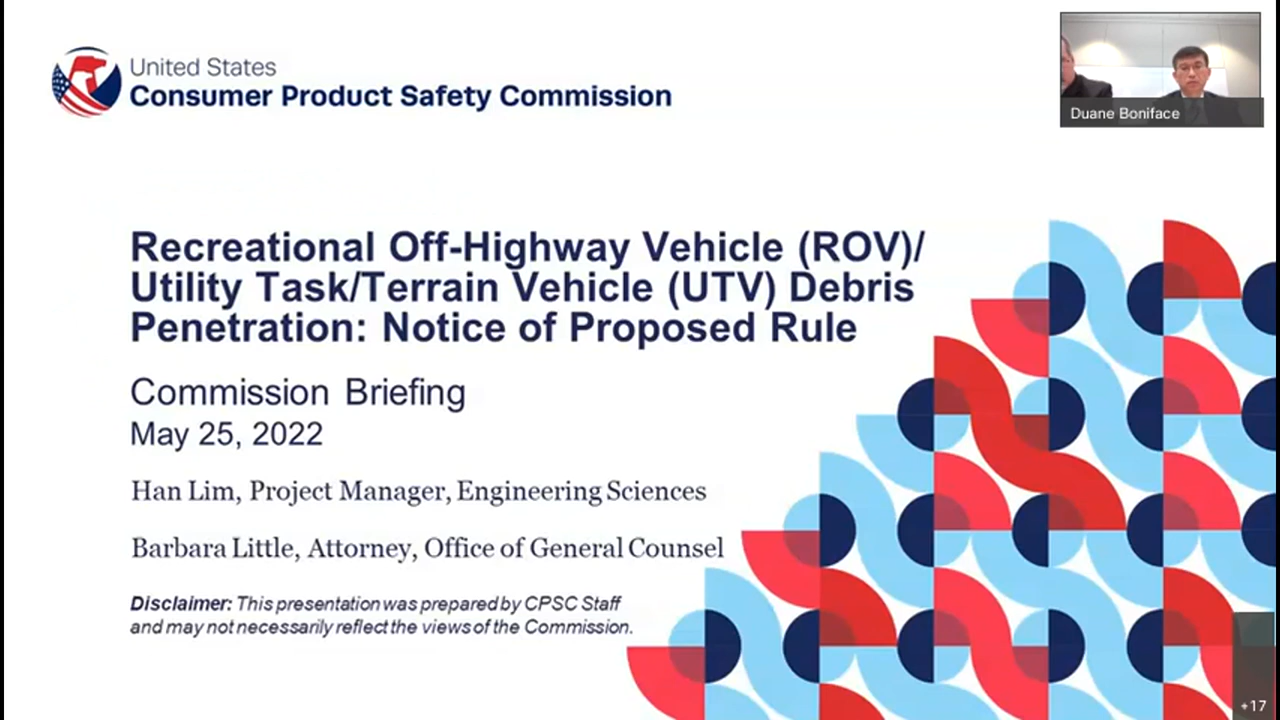 United States
Consumer Product Safety Commission
Duane Boniface
Recreational Off-Highway Vehicle (ROV)/
Utility Task/Terrain Vehicle (UTV) Debris
Penetration: Notice of Proposed Rule
Commission Briefing
May 25, 2022
Han Lim, Project Manager, Engineering Sciences
Barbara Little, Attorney, Office of General Counsel
Disclaimer: This presentation was prepared by CPSC Staff
and may not necessarily reflect the views of the Commission.
+17